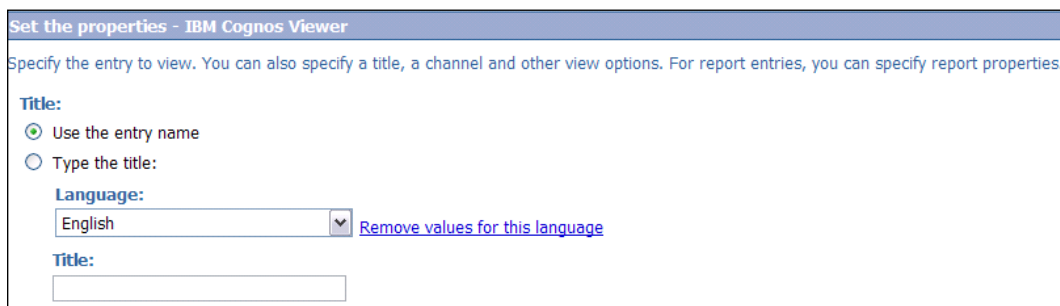 Set the properties - IBM Cognos Viewer
Specify the entry to view. You can also specify a title, a channel and other view options. For report entries, you can specify report properties
Title:
Use the entry name
Type the title:
Language:
English
Remove values for this language
Title: